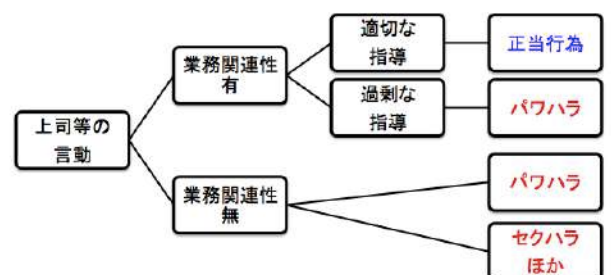 上司等の
言動
業務関連性
有
適切な
指導
正当行為
過剰な
指導
パワハラ
業務関連性
無
パワハラ
セクハラ
ほか